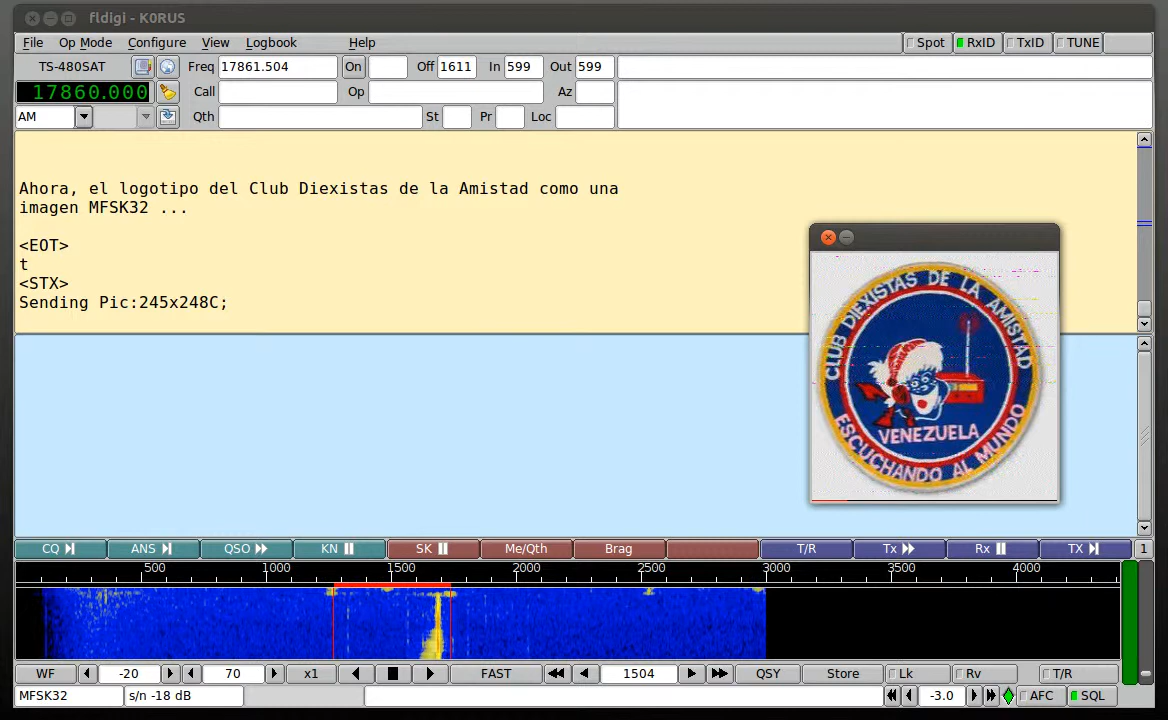 fldigi - K0RUS
File Op Mode Configure View Logbook Help Spot RxID TxID TUNE
TS-480SAT Freq 17861.504 On Off 1611 In 599 Out 599
17860.000 Call Op Az
AM Qth St Pr Loc
Ahora, el logotipo del Club Diexistas de la Amistad como una
imagen MFSK32 ...
<EOT>
t
<STX>
Sending Pic:245x248C;
CLUB DIEXISTAS DE LA AMISTAD
VENEZUELA
ESCUCHANDO AL MUNDO
CQ ANS QSO KN SK Me/Qth Brag T/R Tx Rx TX 1
500 1000 1500 2000 2500 3000 3500 4000
WF -20 70 x1 FAST 1504 QSY Store Lk Rv T/R
MFSK32 s/n -18 dB -3.0 AFC SQL